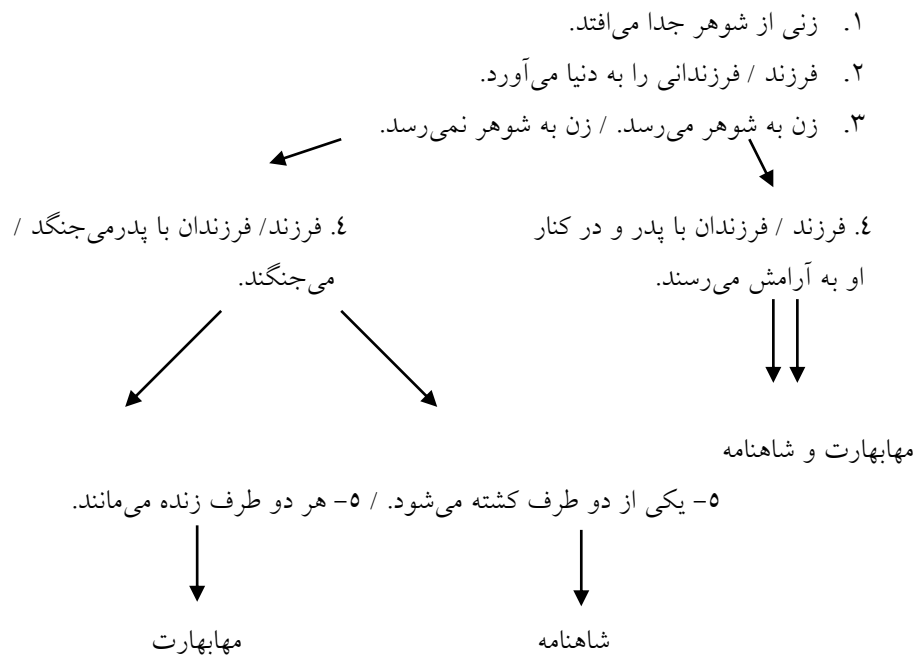 ۱. زنی از شوهر جدا می‌افتد.
۲. فرزند / فرزندانی را به دنیا می‌آورد.
۳. زن به شوهر می‌رسد. / زن به شوهر نمی‌رسد.
٤. فرزند / فرزندان با پدر و در کنار
او به آرامش می‌رسند.
٤. فرزند/ فرزندان با پدرمی‌جنگد /
می‌جنگند.
مهابهارت و شاهنامه
٥- یکی از دو طرف کشته می‌شود. / ٥- هر دو طرف زنده می‌مانند.
شاهنامه
مهابهارت